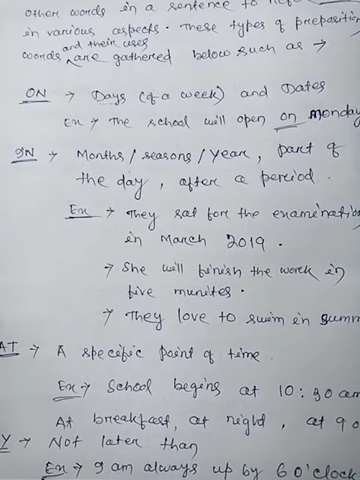 other words in a sentence to
in various aspects. These types of preposition
and their uses
words, are gathered below such as →
ON → Days (of a week) and Dates
Ex → The school will open on Monday
IN → Months/seasons/Year, part of
the day, after a period.
Ex → They sat for the examination
in March 2019.
→ She will finish the work in
five munites.
→ They love to swim in summ
AT → A specific point of time.
Ex → School begins at 10:30 am
At breakfast, at night, at 9 o
Y → Not later than
Ex → I am always up by 6 O'clock